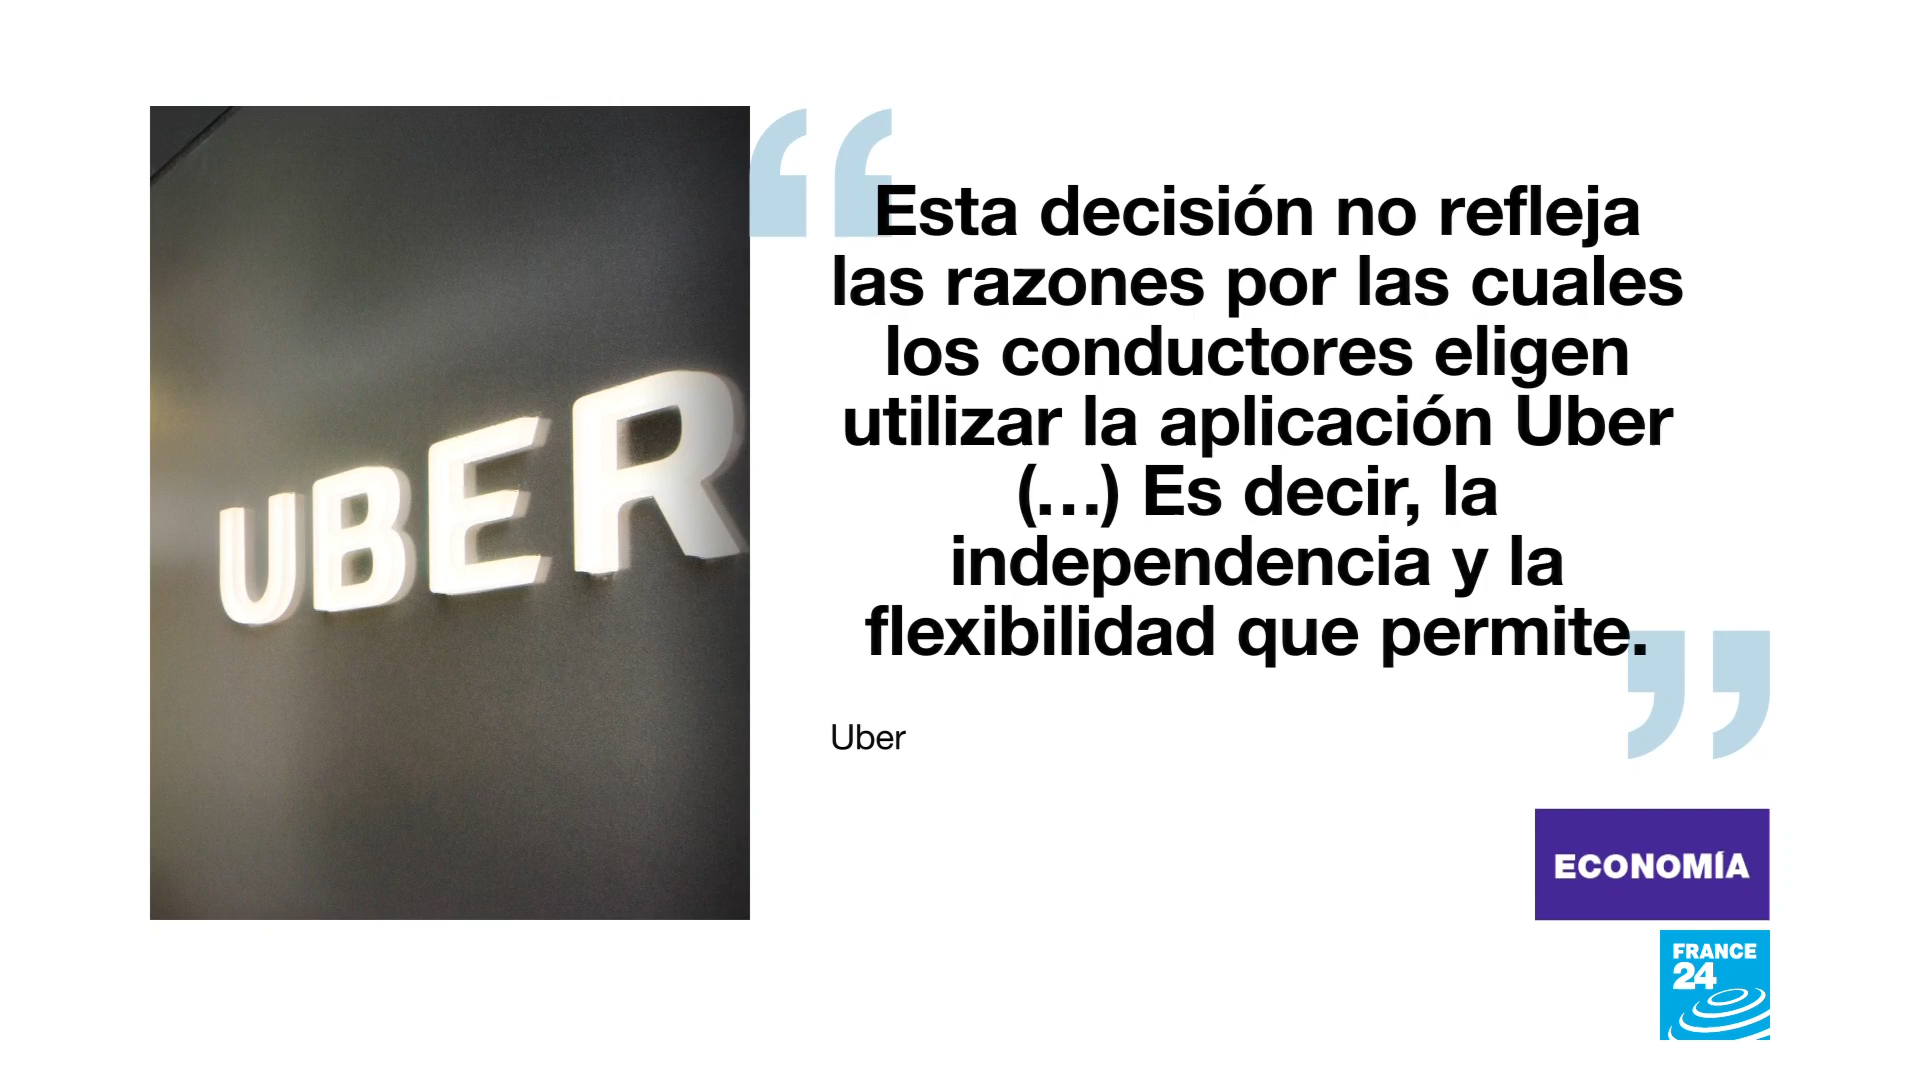 UBER
Esta decisión no refleja
las razones por las cuales
los conductores eligen
utilizar la aplicación Uber
(…) Es decir, la
independencia y la
flexibilidad que permite.
Uber
ECONOMÍA
FRANCE
24